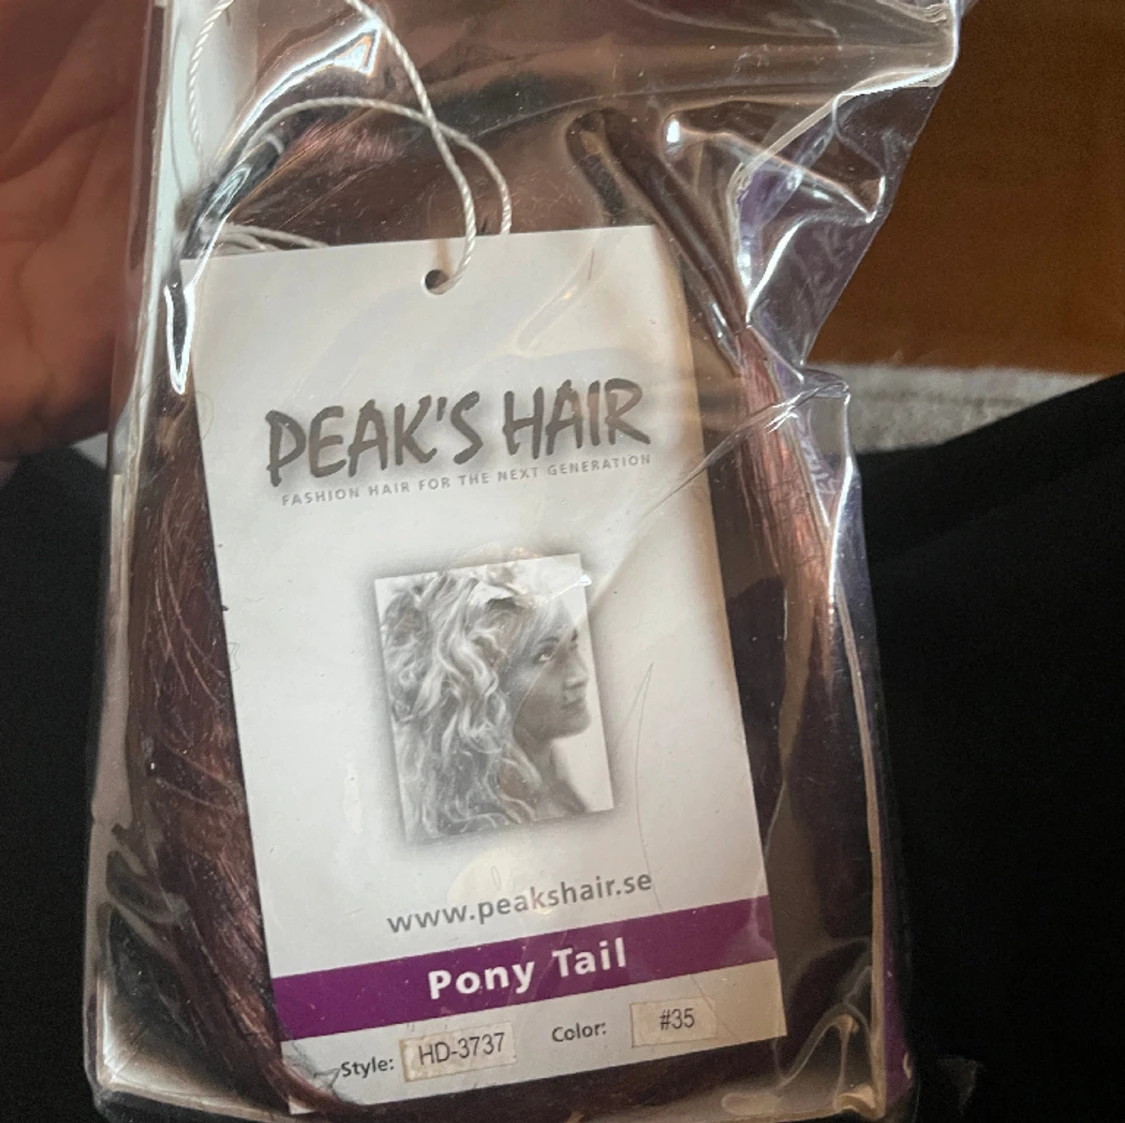 PEAK'S HAIR
FASHION HAIR FOR THE NEXT GENERATION
www.peakshair.se
Pony Tail
Style: HD-3737 Color: #35